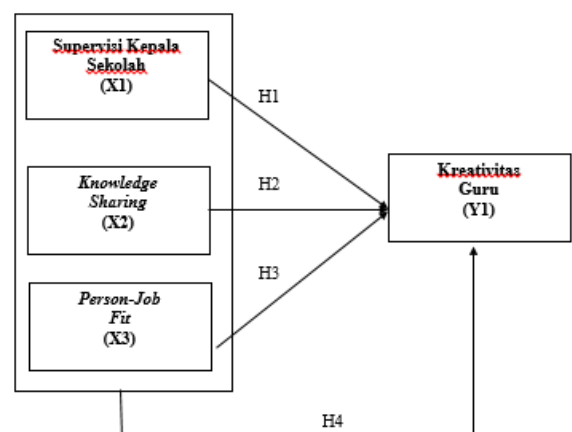 Supervisi Kepala
Sekolah
(X1)
H1
Knowledge
Sharing
(X2)
H2
Kreativitas
Guru
(Y1)
H3
Person-Job
Fit
(X3)
H4